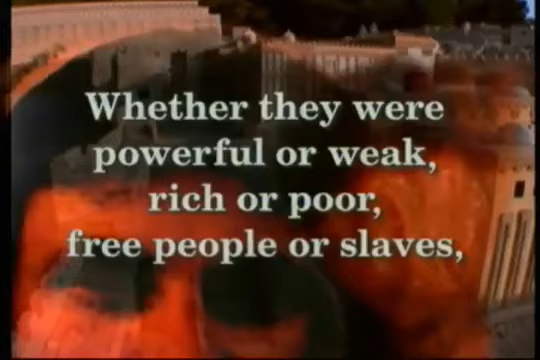 Whether they were
powerful or weak,
rich or poor,
free people or slaves,